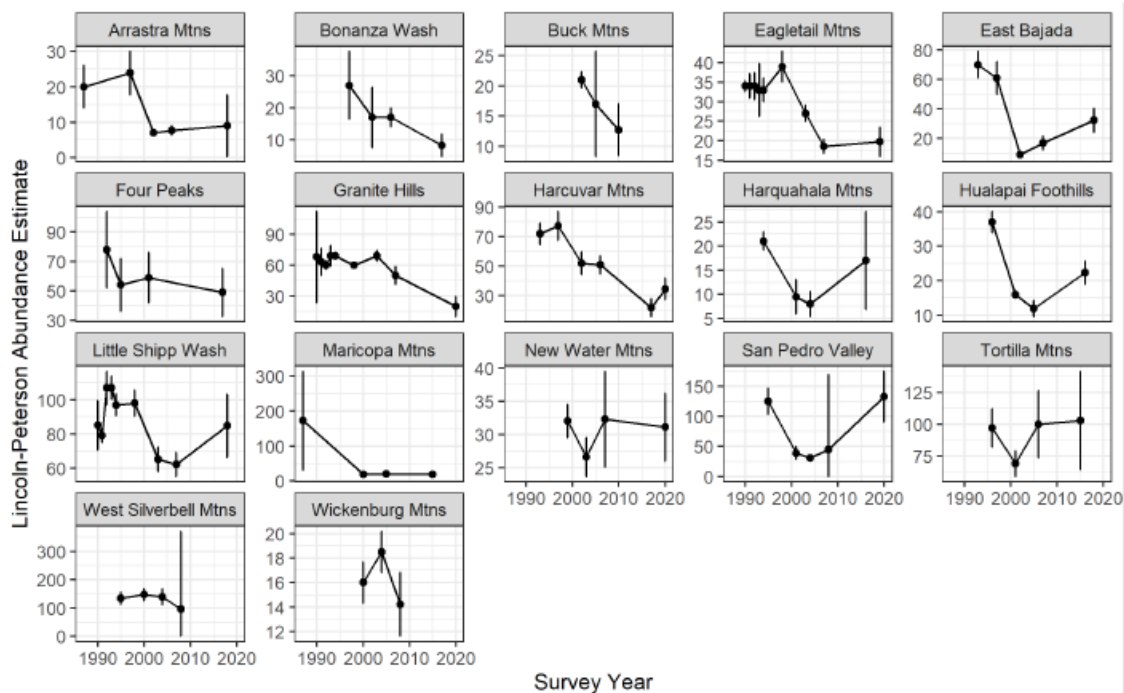 Lincoln-Peterson Abundance Estimate
Arrastra Mtns
30
20
10
0
Bonanza Wash
30
20
10
Buck Mtns
25
20
15
10
Eagletail Mtns
40
35
30
25
20
15
East Bajada
80
60
40
20
Four Peaks
90
70
50
30
Granite Hills
90
60
30
Harcuvar Mtns
90
70
50
30
Harquahala Mtns
25
20
15
10
5
Hualapai Foothills
40
30
20
10
Little Shipp Wash
100
80
60
Maricopa Mtns
300
200
100
0
New Water Mtns
40
35
30
25
1990 2000 2010 2020
San Pedro Valley
150
100
50
0
1990 2000 2010 2020
Tortilla Mtns
125
100
75
1990 2000 2010 2020
West Silverbell Mtns
300
200
100
0
1990 2000 2010 2020
Wickenburg Mtns
20
18
16
14
12
1990 2000 2010 2020
Survey Year